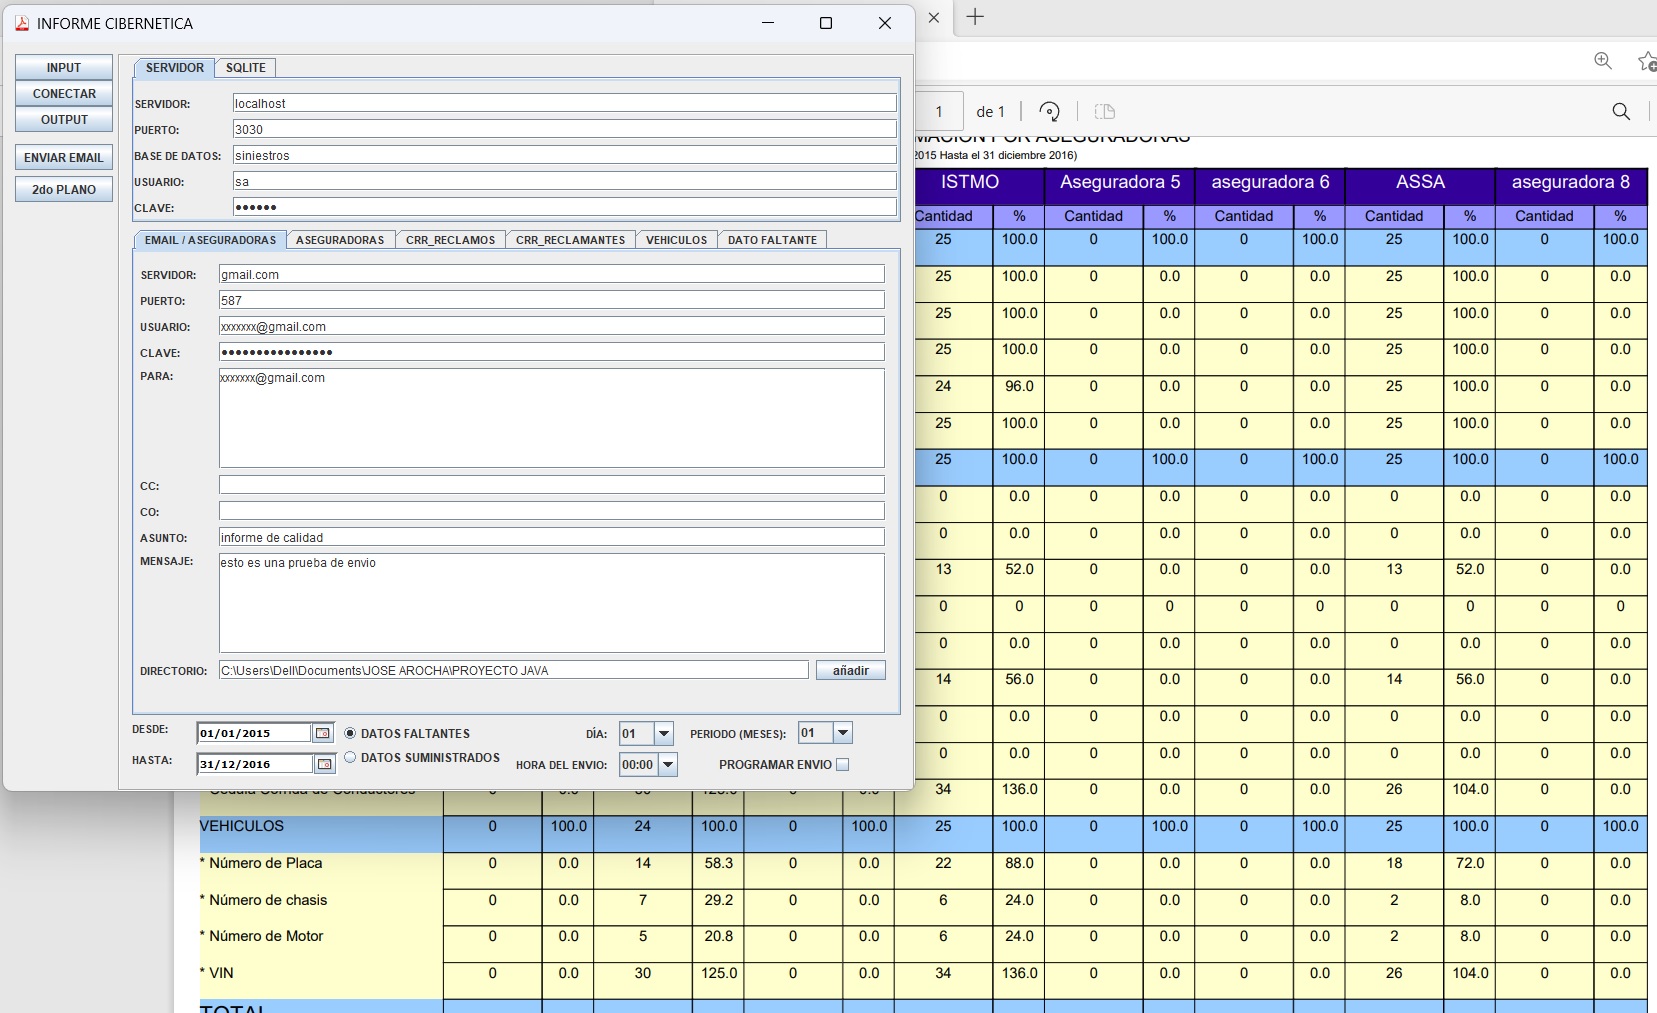 INFORME CIBERNETICA
INPUT
CONECTAR
OUTPUT
ENVIAR EMAIL
2do PLANO
SERVIDOR SQLITE
SERVIDOR: localhost
PUERTO: 3030
BASE DE DATOS: siniestros
USUARIO: sa
CLAVE: ••••••
EMAIL / ASEGURADORAS ASEGURADORAS CRR_RECLAMOS CRR_RECLAMANTES VEHICULOS DATO FALTANTE
SERVIDOR: gmail.com
PUERTO: 587
USUARIO: xxxxxxx@gmail.com
CLAVE: ••••••••••••••••
PARA: xxxxxxx@gmail.com
CC:
CO:
ASUNTO: informe de calidad
MENSAJE: esto es una prueba de envio
DIRECTORIO: C:\Users\Dell\Documents\JOSE AROCHA\PROYECTO JAVA añadir
DESDE: 01/01/2015 DATOS FALTANTES DÍA: 01 PERIODO (MESES): 01
HASTA: 31/12/2016 DATOS SUMINISTRADOS HORA DEL ENVIO: 00:00 PROGRAMAR ENVIO
1 de 1
MACIÓN POR ASEGURADORAS
2015 Hasta el 31 diciembre 2016)
ISTMO Aseguradora 5 aseguradora 6 ASSA aseguradora 8
Cantidad % Cantidad % Cantidad % Cantidad % Cantidad %
25 100.0 0 100.0 0 100.0 25 100.0 0 100.0
25 100.0 0 0.0 0 0.0 25 100.0 0 0.0
25 100.0 0 0.0 0 0.0 25 100.0 0 0.0
25 100.0 0 0.0 0 0.0 25 100.0 0 0.0
24 96.0 0 0.0 0 0.0 25 100.0 0 0.0
25 100.0 0 0.0 0 0.0 25 100.0 0 0.0
25 100.0 0 100.0 0 100.0 25 100.0 0 100.0
0 0.0 0 0.0 0 0.0 0 0.0 0 0.0
0 0.0 0 0.0 0 0.0 0 0.0 0 0.0
13 52.0 0 0.0 0 0.0 13 52.0 0 0.0
0 0 0 0 0 0 0 0 0 0
0 0.0 0 0.0 0 0.0 0 0.0 0 0.0
14 56.0 0 0.0 0 0.0 14 56.0 0 0.0
0 0.0 0 0.0 0 0.0 0 0.0 0 0.0
0 0.0 0 0.0 0 0.0 0 0.0 0 0.0
34 136.0 0 0.0 0 0.0 26 104.0 0 0.0
VEHICULOS 0 100.0 24 100.0 0 100.0 25 100.0 0 100.0 0 100.0 25 100.0 0 100.0
* Número de Placa 0 0.0 14 58.3 0 0.0 22 88.0 0 0.0 0 0.0 18 72.0 0 0.0
* Número de chasis 0 0.0 7 29.2 0 0.0 6 24.0 0 0.0 0 0.0 2 8.0 0 0.0
* Número de Motor 0 0.0 5 20.8 0 0.0 6 24.0 0 0.0 0 0.0 2 8.0 0 0.0
* VIN 0 0.0 30 125.0 0 0.0 34 136.0 0 0.0 0 0.0 26 104.0 0 0.0
TOTAL